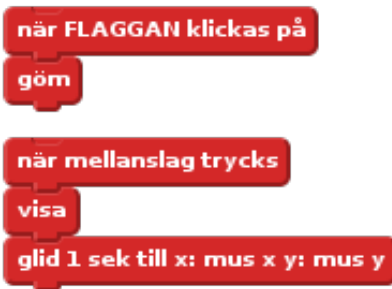 när FLAGGAN klickas på
göm
när mellanslag trycks
visa
glid 1 sek till x: mus x y: mus y